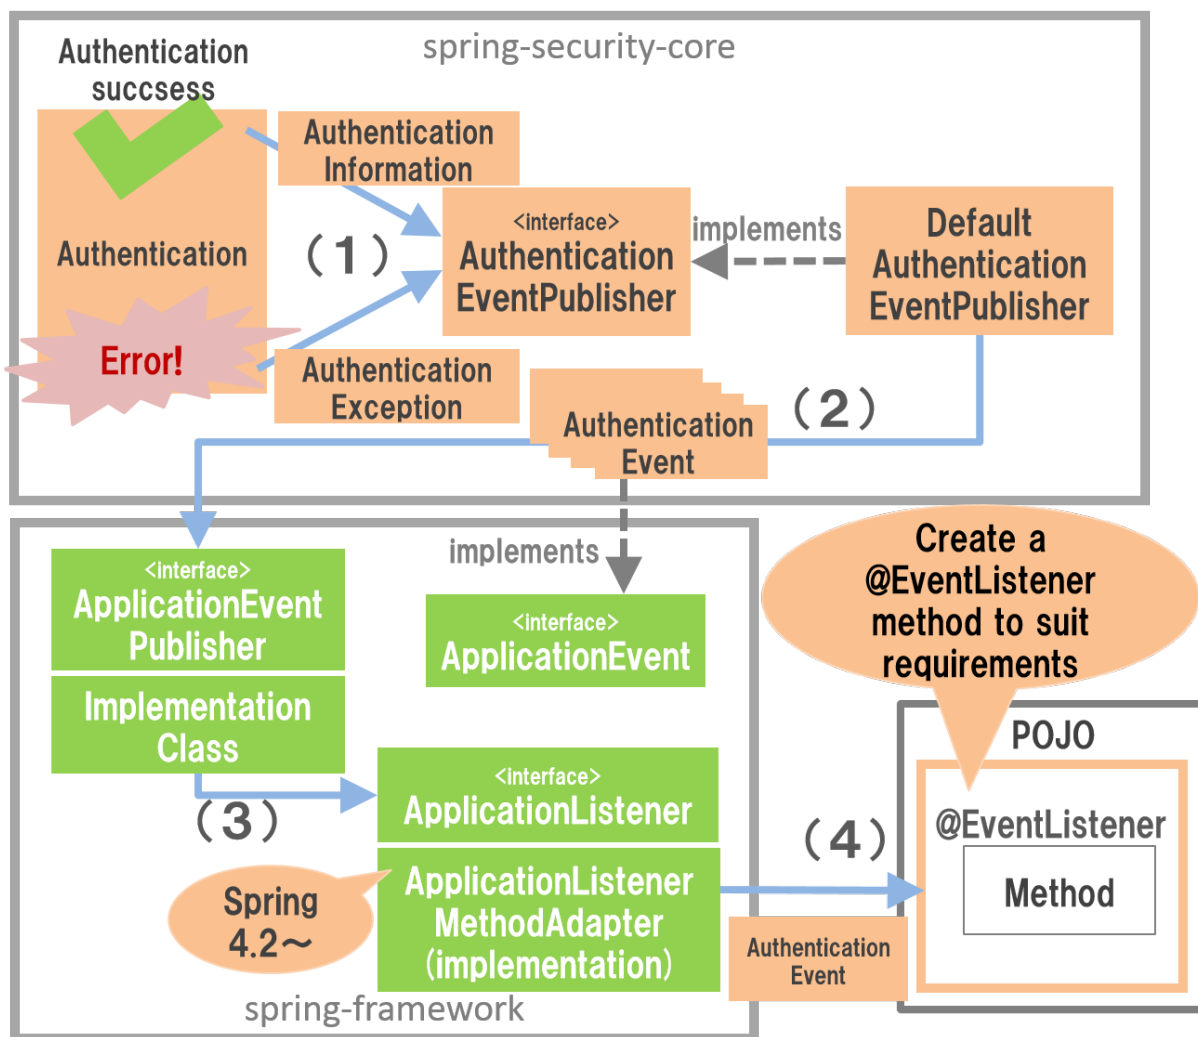 spring-security-core
Authentication
succsess
Authentication
Information
Authentication
(1)
<interface>
Authentication
EventPublisher
implements
Default
Authentication
EventPublisher
Error!
Authentication
Exception
(2)
Authentication
Event
implements
<interface>
ApplicationEvent
Publisher
Implementation
Class
<interface>
ApplicationEvent
Create a
@EventListener
method to suit
requirements
(3)
<interface>
ApplicationListener
ApplicationListener
MethodAdapter
(implementation)
Spring
4.2～
(4)
Authentication
Event
POJO
@EventListener
Method
spring-framework